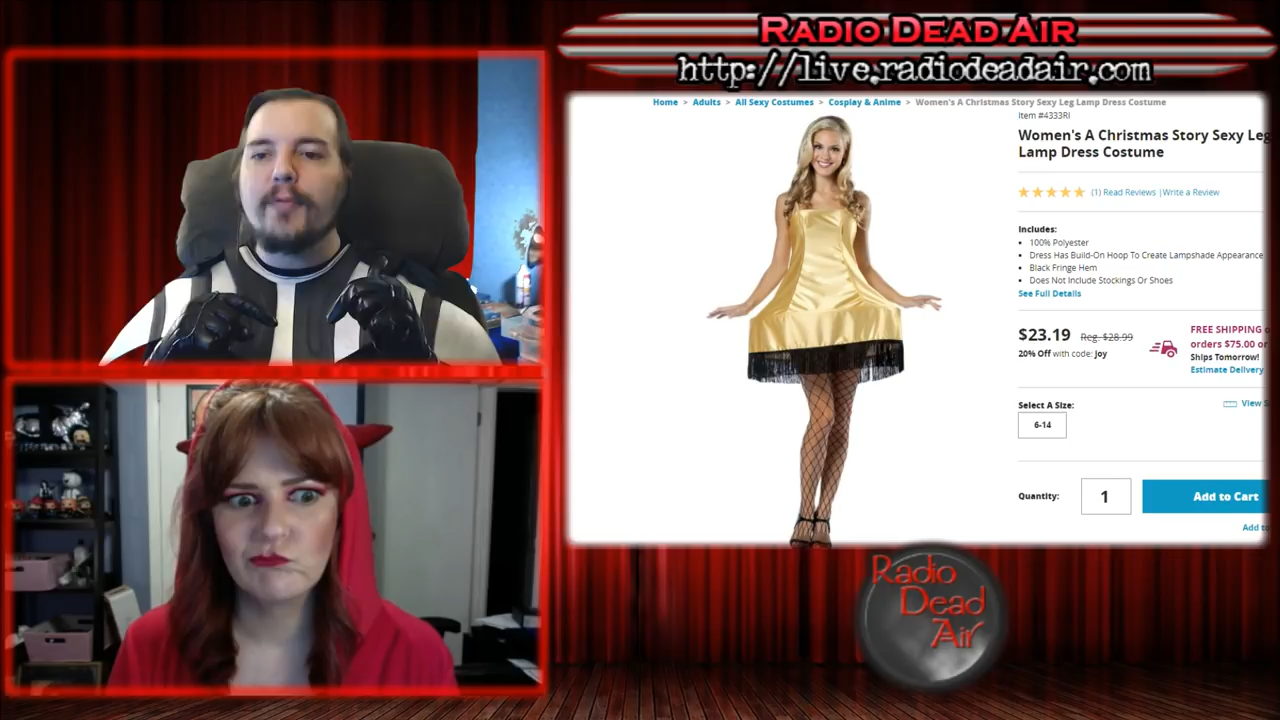 Radio Dead Air
http://live.radiodeadair.com
Home > Adults > All Sexy Costumes > Cosplay & Anime > Women's A Christmas Story Sexy Leg Lamp Dress Costume
Item #4333RI
Women's A Christmas Story Sexy Leg
Lamp Dress Costume
(1) Read Reviews | Write a Review
Includes:
• 100% Polyester
• Dress Has Build-On Hoop To Create Lampshade Appearance
• Black Fringe Hem
• Does Not Include Stockings Or Shoes
See Full Details
$23.19 Reg. $28.99
20% Off with code: Joy
FREE SHIPPING o
orders $75.00 or
Ships Tomorrow!
Estimate Delivery
Select A Size:
View S
6-14
Quantity:
1
Add to Cart
Add to
Radio
Dead
Air